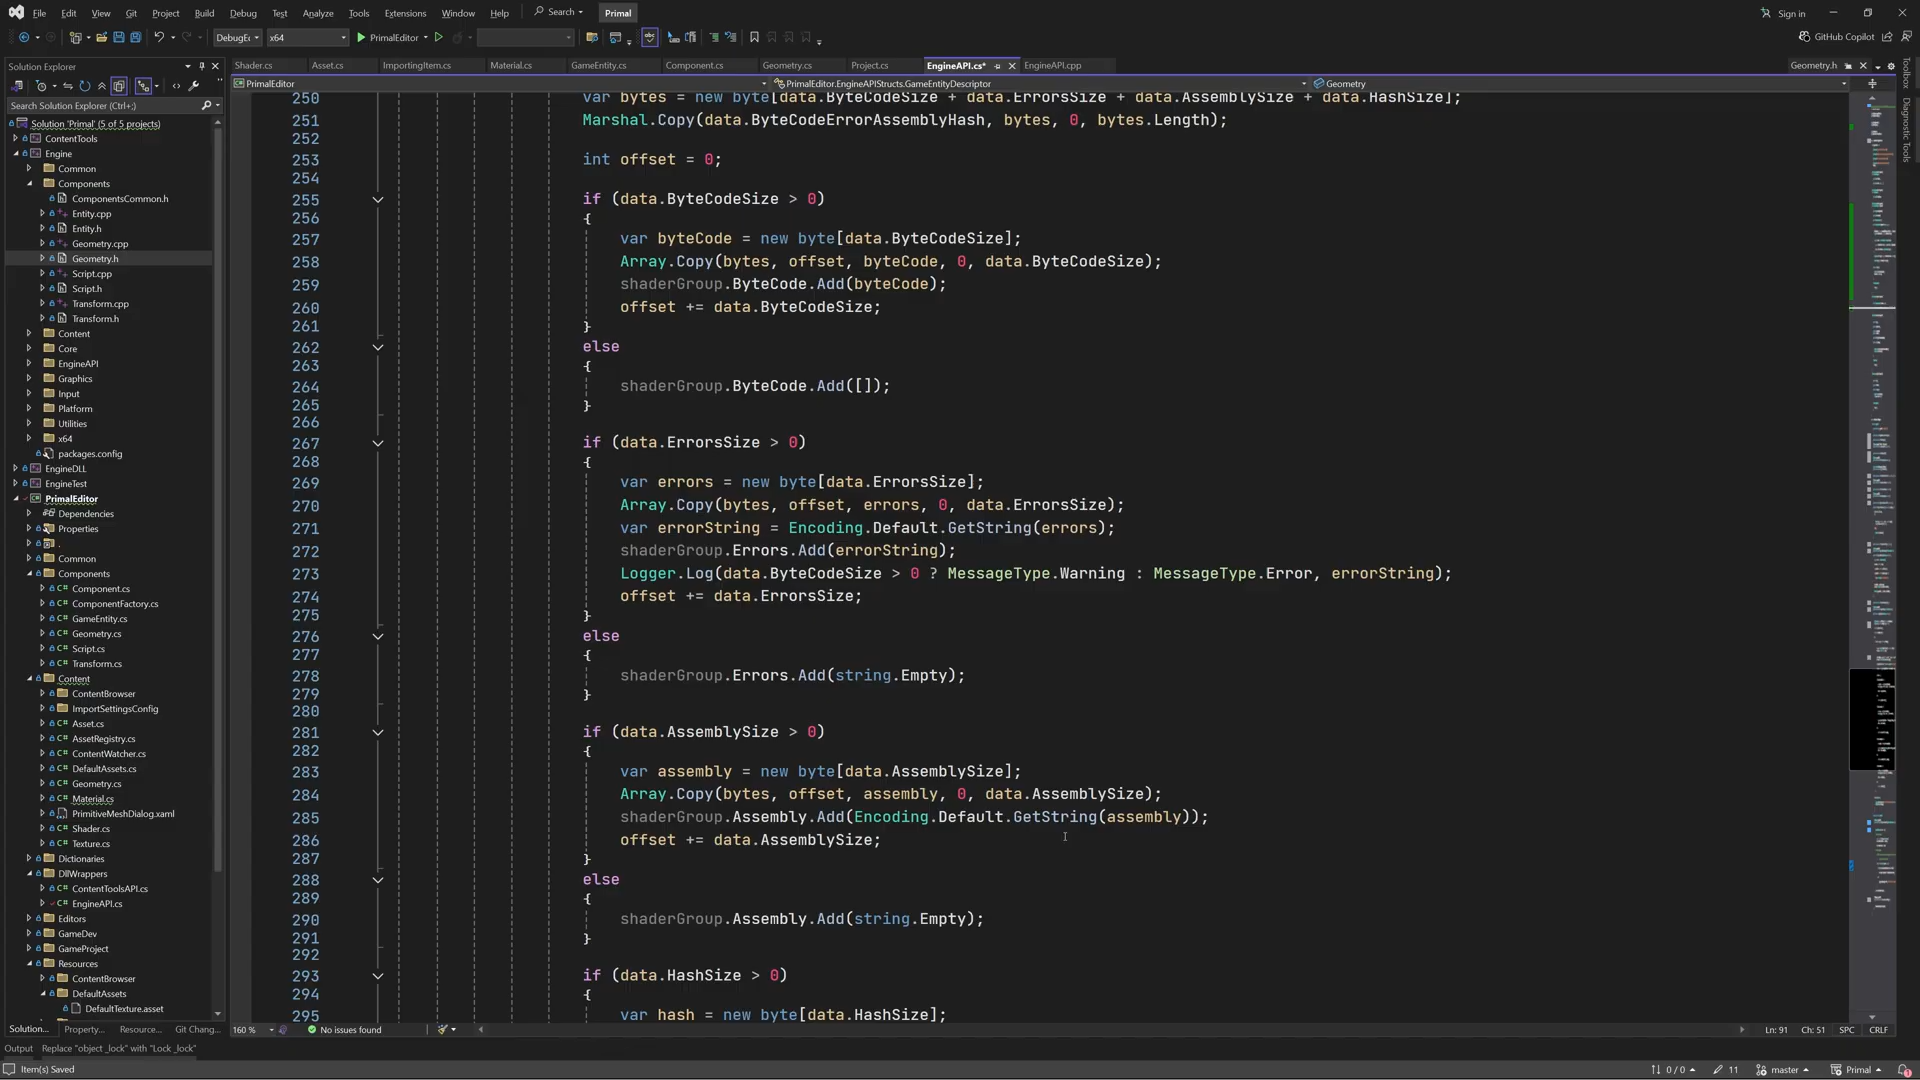 File Edit View Git Project Build Debug Test Analyze Tools Extensions Window Help Search Primal Sign in
DebugEc x64 PrimalEditor GitHub Copilot
Solution Explorer
Search Solution Explorer (Ctrl+;)
Solution 'Primal' (5 of 5 projects)
ContentTools
Engine
Common
Components
ComponentsCommon.h
Entity.cpp
Entity.h
Geometry.cpp
Geometry.h
Script.cpp
Script.h
Transform.cpp
Transform.h
Content
Core
EngineAPI
Graphics
Input
Platform
Utilities
x64
packages.config
EngineDLL
EngineTest
PrimalEditor
Dependencies
Properties
.
Common
Components
Component.cs
ComponentFactory.cs
GameEntity.cs
Geometry.cs
Script.cs
Transform.cs
Content
ContentBrowser
ImportSettingsConfig
Asset.cs
AssetRegistry.cs
ContentWatcher.cs
DefaultAssets.cs
Geometry.cs
Material.cs
PrimitiveMeshDialog.xaml
Shader.cs
Texture.cs
Dictionaries
DllWrappers
ContentToolsAPI.cs
EngineAPI.cs
Editors
GameDev
GameProject
Resources
ContentBrowser
DefaultAssets
DefaultTexture.asset
Solution... Property... Resource... Git Chang...
Shader.cs Asset.cs ImportingItem.cs Material.cs GameEntity.cs Component.cs Geometry.cs Project.cs EngineAPI.cs* EngineAPI.cpp Geometry.h
PrimalEditor PrimalEditor.EngineAPIStructs.GameEntityDescriptor Geometry
250 var bytes = new byte[data.ByteCodeSize + data.ErrorsSize + data.AssemblySize + data.HashSize];
251 Marshal.Copy(data.ByteCodeErrorAssemblyHash, bytes, 0, bytes.Length);
252
253 int offset = 0;
254
255 if (data.ByteCodeSize > 0)
256 {
257 var byteCode = new byte[data.ByteCodeSize];
258 Array.Copy(bytes, offset, byteCode, 0, data.ByteCodeSize);
259 shaderGroup.ByteCode.Add(byteCode);
260 offset += data.ByteCodeSize;
261 }
262 else
263 {
264 shaderGroup.ByteCode.Add([]);
265 }
266
267 if (data.ErrorsSize > 0)
268 {
269 var errors = new byte[data.ErrorsSize];
270 Array.Copy(bytes, offset, errors, 0, data.ErrorsSize);
271 var errorString = Encoding.Default.GetString(errors);
272 shaderGroup.Errors.Add(errorString);
273 Logger.Log(data.ByteCodeSize > 0 ? MessageType.Warning : MessageType.Error, errorString);
274 offset += data.ErrorsSize;
275 }
276 else
277 {
278 shaderGroup.Errors.Add(string.Empty);
279 }
280
281 if (data.AssemblySize > 0)
282 {
283 var assembly = new byte[data.AssemblySize];
284 Array.Copy(bytes, offset, assembly, 0, data.AssemblySize);
285 shaderGroup.Assembly.Add(Encoding.Default.GetString(assembly));
286 offset += data.AssemblySize;
287 }
288 else
289 {
290 shaderGroup.Assembly.Add(string.Empty);
291 }
292
293 if (data.HashSize > 0)
294 {
295 var hash = new byte[data.HashSize];
160 % No issues found Ln: 91 Ch: 51 SPC CRLF
Toolbox
Diagnostic Tools
Output Replace "object _lock" with "Lock _lock"
Item(s) Saved 0 / 0 11 master Primal 1